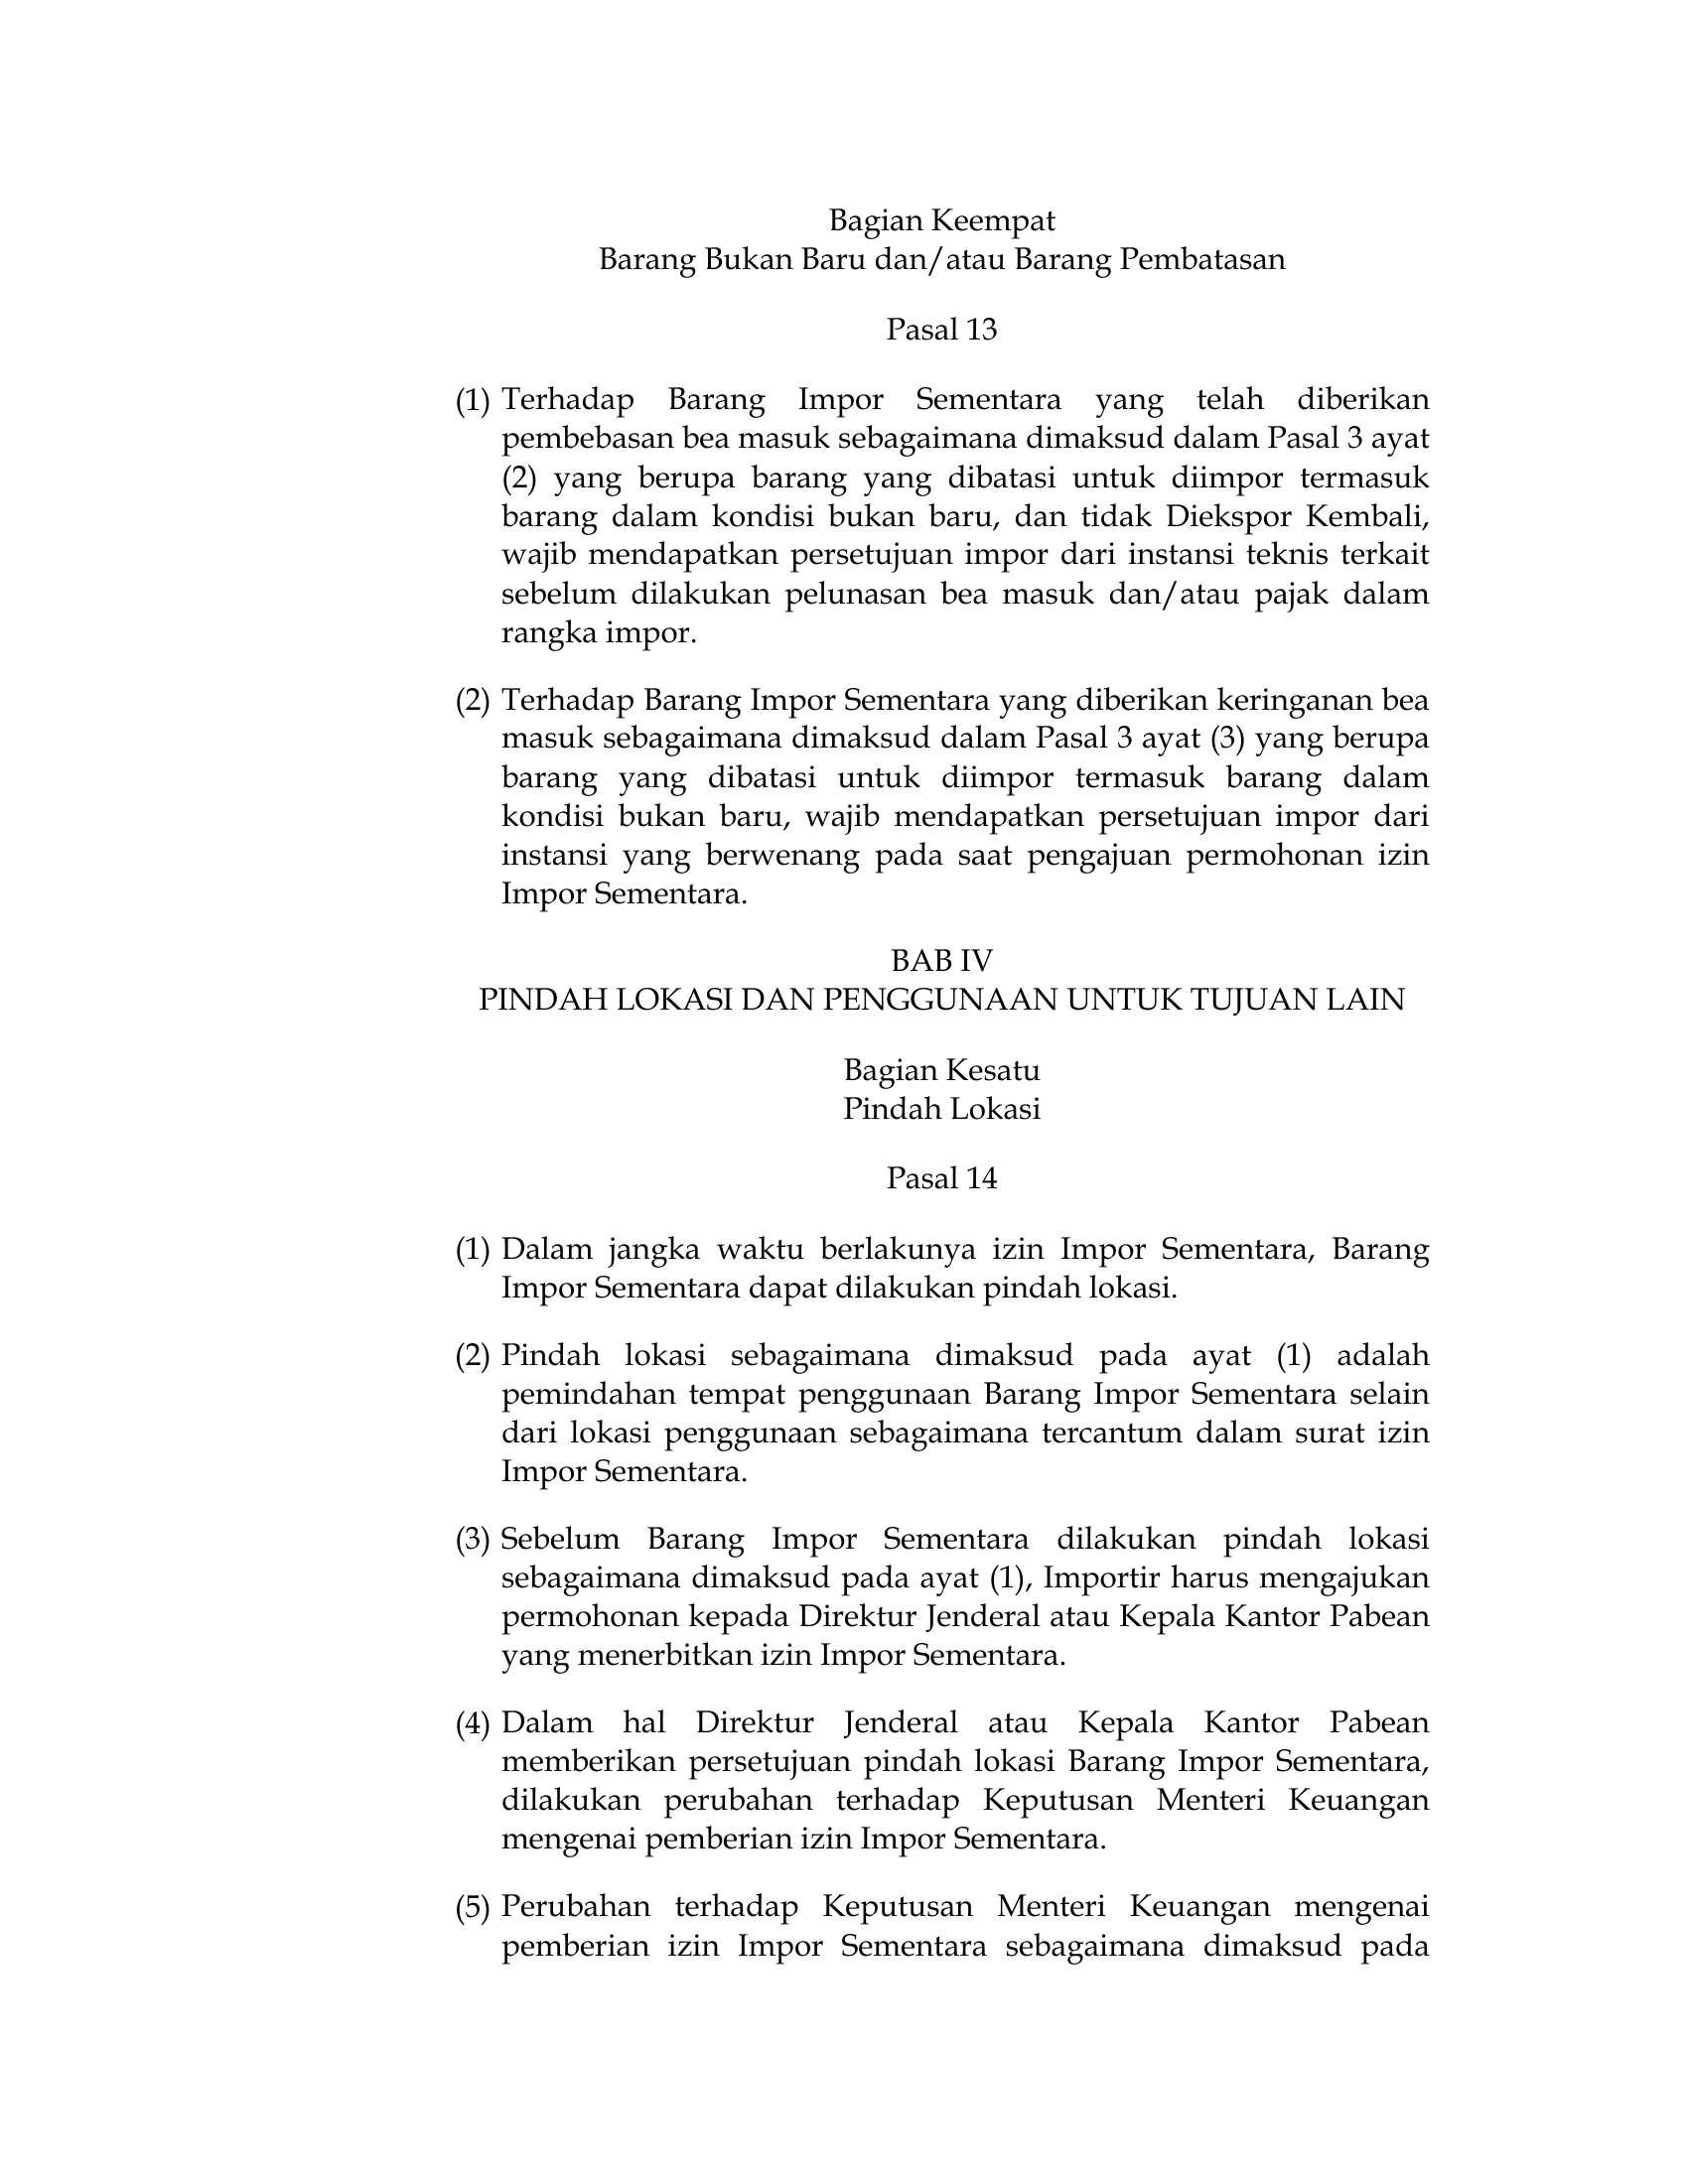 Bagian Keempat
Barang Bukan Baru dan/atau Barang Pembatasan
Pasal 13
(1) Terhadap Barang Impor Sementara yang telah diberikan
pembebasan bea masuk sebagaimana dimaksud dalam Pasal 3 ayat
(2) yang berupa barang yang dibatasi untuk diimpor termasuk
barang dalam kondisi bukan baru, dan tidak Diekspor Kembali,
wajib mendapatkan persetujuan impor dari instansi teknis terkait
sebelum dilakukan pelunasan bea masuk dan/atau pajak dalam
rangka impor.
(2) Terhadap Barang Impor Sementara yang diberikan keringanan bea
masuk sebagaimana dimaksud dalam Pasal 3 ayat (3) yang berupa
barang yang dibatasi untuk diimpor termasuk barang dalam
kondisi bukan baru, wajib mendapatkan persetujuan impor dari
instansi yang berwenang pada saat pengajuan permohonan izin
Impor Sementara.
BAB IV
PINDAH LOKASI DAN PENGGUNAAN UNTUK TUJUAN LAIN
Bagian Kesatu
Pindah Lokasi
Pasal 14
(1) Dalam jangka waktu berlakunya izin Impor Sementara, Barang
Impor Sementara dapat dilakukan pindah lokasi.
(2) Pindah lokasi sebagaimana dimaksud pada ayat (1) adalah
pemindahan tempat penggunaan Barang Impor Sementara selain
dari lokasi penggunaan sebagaimana tercantum dalam surat izin
Impor Sementara.
(3) Sebelum Barang Impor Sementara dilakukan pindah lokasi
sebagaimana dimaksud pada ayat (1), Importir harus mengajukan
permohonan kepada Direktur Jenderal atau Kepala Kantor Pabean
yang menerbitkan izin Impor Sementara.
(4) Dalam hal Direktur Jenderal atau Kepala Kantor Pabean
memberikan persetujuan pindah lokasi Barang Impor Sementara,
dilakukan perubahan terhadap Keputusan Menteri Keuangan
mengenai pemberian izin Impor Sementara.
(5) Perubahan terhadap Keputusan Menteri Keuangan mengenai
pemberian izin Impor Sementara sebagaimana dimaksud pada